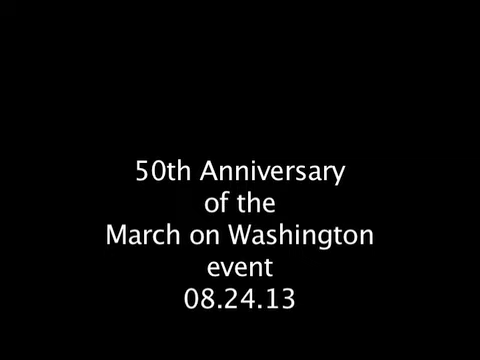 50th Anniversary
of the
March on Washington
event
08.24.13